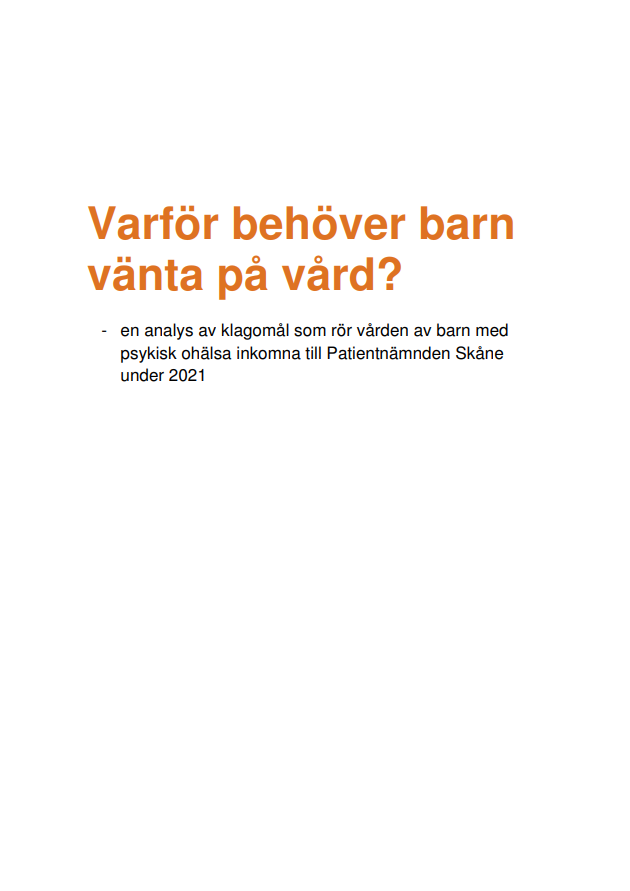 Varför behöver barn
vänta på vård?
- en analys av klagomål som rör vården av barn med
psykisk ohälsa inkomna till Patientnämnden Skåne
under 2021